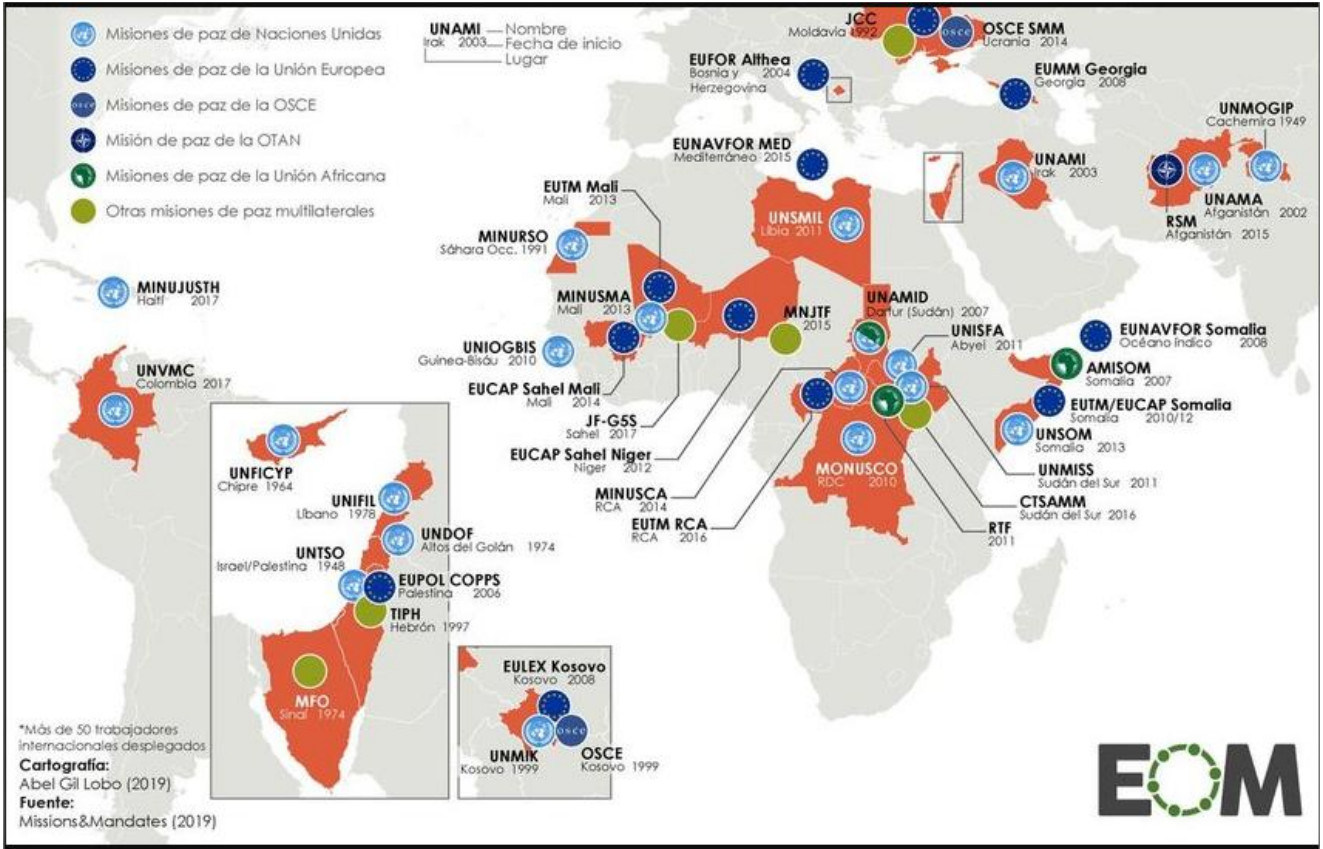 Misiones de paz de Naciones Unidas
Misiones de paz de la Unión Europea
osce
Misiones de paz de la OSCE
Misión de paz de la OTAN
Misiones de paz de la Unión Africana
Otras misiones de paz multilaterales
UNAMI
Nombre
Irak 2003
Fecha de inicio
Lugar
JCC
Moldavia 1992
osce
OSCE SMM
Ucrania 2014
EUFOR Althea
Bosnia y 2004
Herzegovina
EUMM Georgia
Georgia 2008
UNMOGIP
Cachemira 1949
EUNAVFOR MED
Mediterráneo 2015
UNAMI
Irak 2003
UNAMA
Afganistán 2002
RSM
Afganistán 2015
EUTM Mali
Mali 2013
UNSMIL
Libia 2011
MINURSO
Sáhara Occ. 1991
MINUJUSTH
Haití 2017
MINUSMA
Mali 2013
MNJTF
2015
UNAMID
Darfur (Sudán) 2007
UNISFA
Abyei 2011
EUNAVFOR Somalia
Océano Índico 2008
UNIOGBIS
Guinea-Bisáu 2010
AMISOM
Somalia 2007
UNVMC
Colombia 2017
EUCAP Sahel Mali
Mali 2014
EUTM/EUCAP Somalia
Somalia 2010/12
JF-G5S
Sahel 2017
UNSOM
Somalia 2013
EUCAP Sahel Niger
Niger 2012
MONUSCO
RDC 2010
UNMISS
Sudán del Sur 2011
MINUSCA
RCA 2014
CTSAMM
Sudán del Sur 2016
EUTM RCA
RCA 2016
RTF
2011
UNFICYP
Chipre 1964
UNIFIL
Líbano 1978
UNDOF
Altos del Golán 1974
UNTSO
Israel/Palestina 1948
EUPOL COPPS
Palestina 2006
TIPH
Hebrón 1997
MFO
Sinaí 1974
EULEX Kosovo
Kosovo 2008
osce
UNMIK
Kosovo 1999
OSCE
Kosovo 1999
*Más de 50 trabajadores
internacionales desplegados
Cartografía:
Abel Gil Lobo (2019)
Fuente:
Missions&Mandates (2019)
EOM